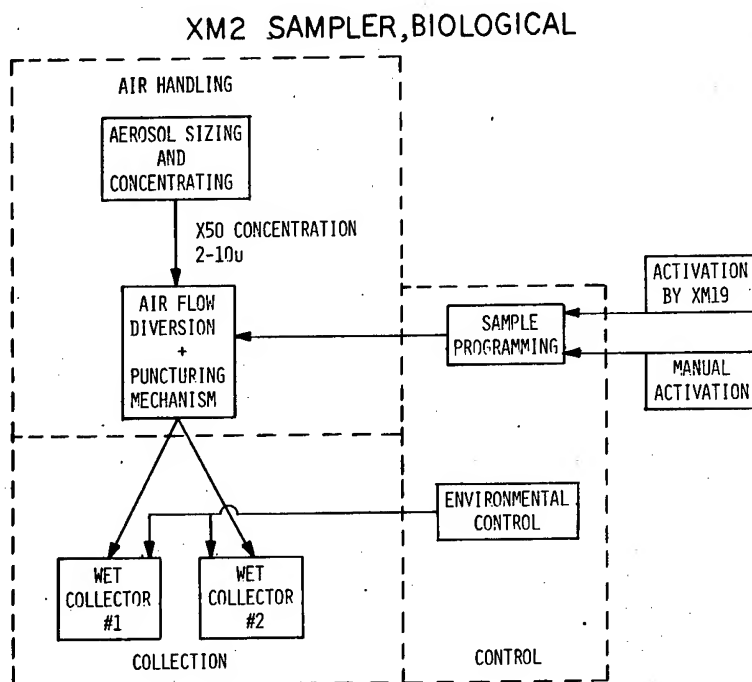 XM2 SAMPLER, BIOLOGICAL
AIR HANDLING
AEROSOL SIZING
AND
CONCENTRATING
X50 CONCENTRATION
2-10u
AIR FLOW
DIVERSION
+
PUNCTURING
MECHANISM
SAMPLE
PROGRAMMING
ACTIVATION
BY XM19
MANUAL
ACTIVATION
ENVIRONMENTAL
CONTROL
WET
COLLECTOR
#1
WET
COLLECTOR
#2
COLLECTION
CONTROL